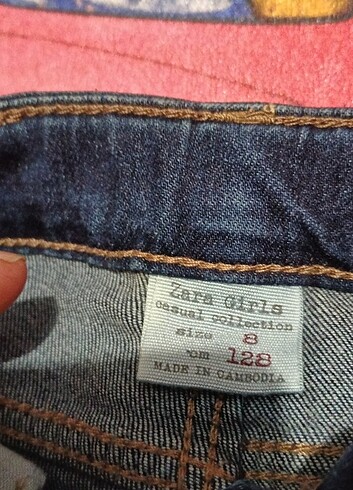 Zara Girls
Casual collection
size 8
cm 128
MADE IN CAMBODIA